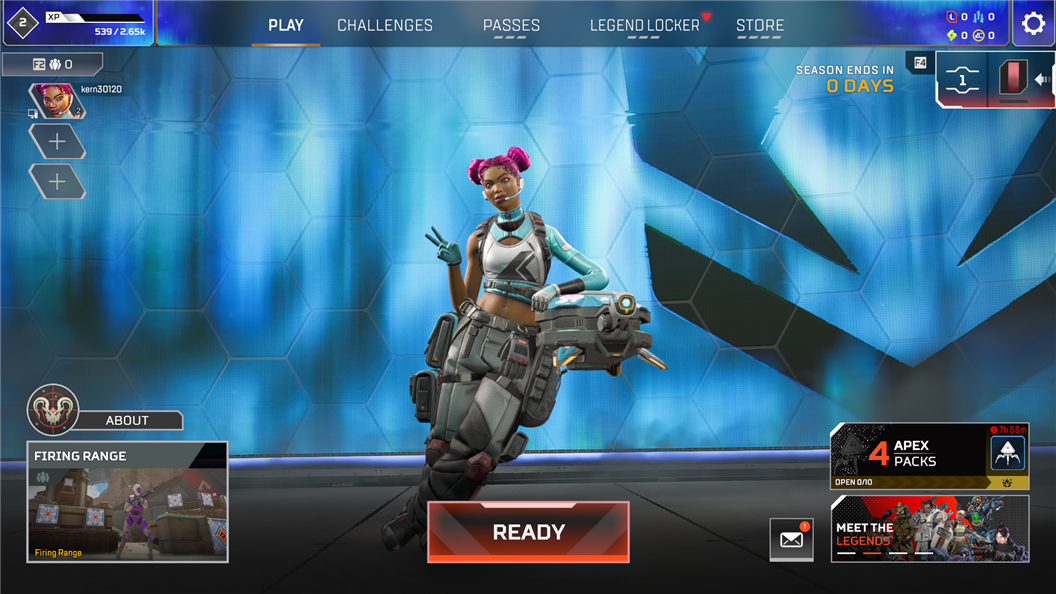 2
XP
539 / 2.65k
PLAY
CHALLENGES
PASSES
LEGEND LOCKER
STORE
0
0
0
0
F2
0
kern30120
2
SEASON ENDS IN
0 DAYS
F4
1
ABOUT
FIRING RANGE
Firing Range
READY
1
7h 55m
4 APEX
PACKS
OPEN 0/10
MEET THE
LEGENDS